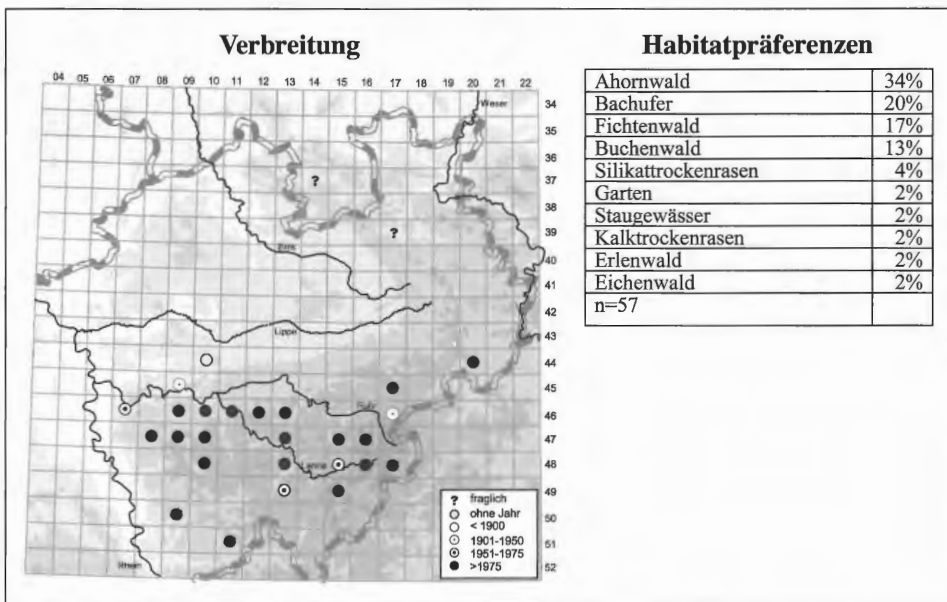 Verbreitung
04 05 06 07 08 09 10 11 12 13 14 15 16 17 18 19 20 21 22
Weser
34
35
36
37
?
38
39
?
Ems
40
41
42
Lippe
43
44
45
Ruhr
46
47
Lenne
48
49
50
51
Rhein
52
? fraglich
ohne Jahr
< 1900
1901-1950
1951-1975
>1975
Habitatpräferenzen
Ahornwald 34%
Bachufer 20%
Fichtenwald 17%
Buchenwald 13%
Silikattrockenrasen 4%
Garten 2%
Staugewässer 2%
Kalktrockenrasen 2%
Erlenwald 2%
Eichenwald 2%
n=57